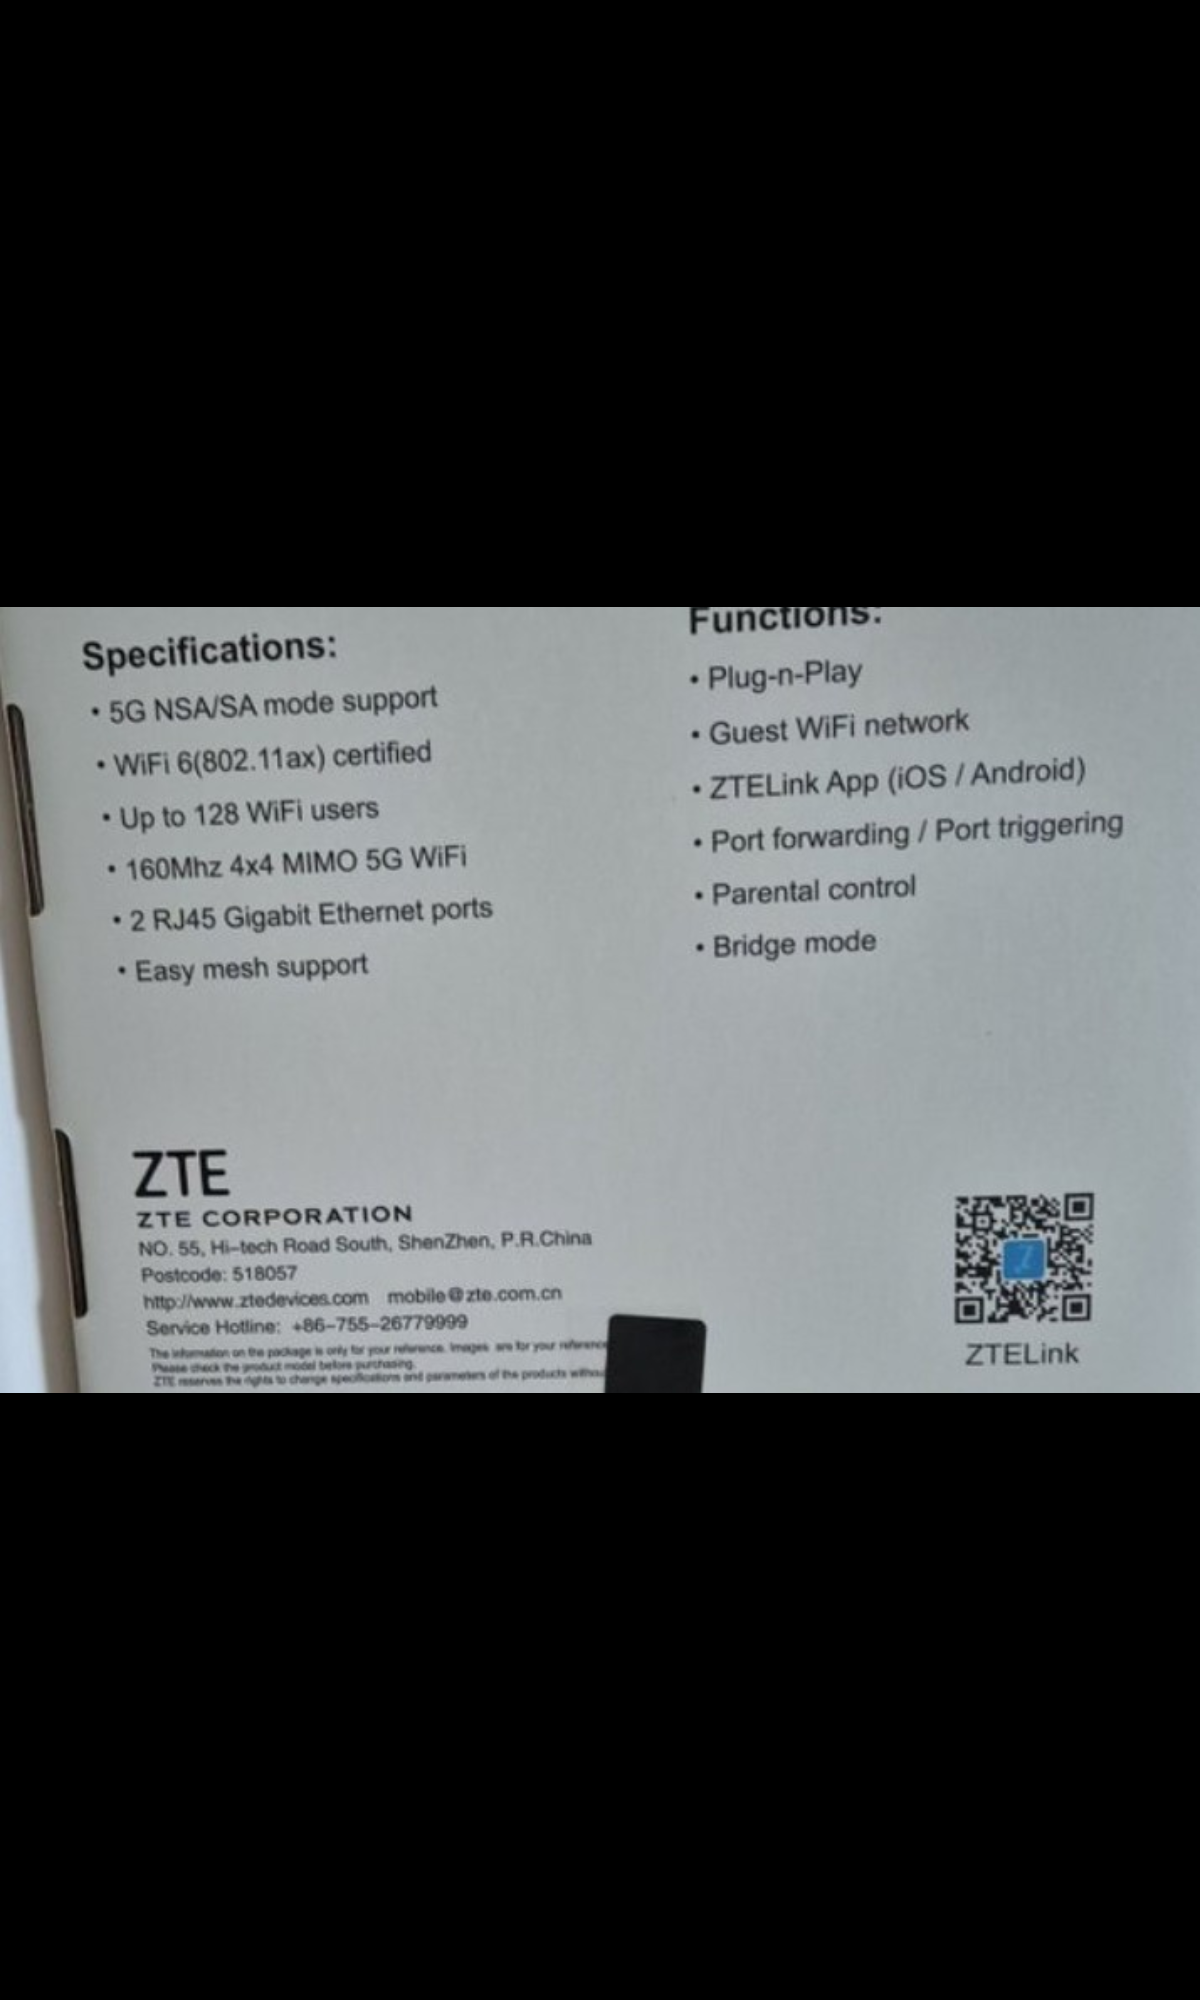 Specifications:
• 5G NSA/SA mode support
• WiFi 6(802.11ax) certified
• Up to 128 WiFi users
• 160Mhz 4x4 MIMO 5G WiFi
• 2 RJ45 Gigabit Ethernet ports
• Easy mesh support
Functions:
• Plug-n-Play
• Guest WiFi network
• ZTELink App (iOS / Android)
• Port forwarding / Port triggering
• Parental control
• Bridge mode
ZTE
ZTE CORPORATION
NO. 55, Hi-tech Road South, ShenZhen, P.R.China
Postcode: 518057
http://www.ztedevices.com mobile@zte.com.cn
Service Hotline: +86-755-26779999
The information on the package is only for your reference. Images are for your reference
Please check the product model before purchasing.
ZTE reserves the rights to change specifications and parameters of the products
ZTELink